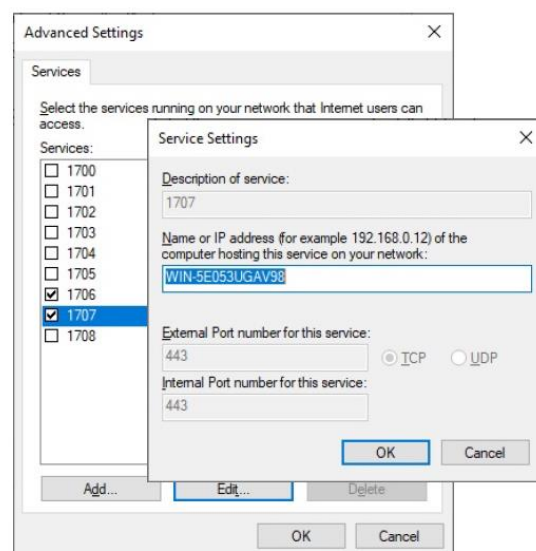 Advanced Settings
Services
Select the services running on your network that Internet users can
access.
Services:
1700
1701
1702
1703
1704
1705
1706
1707
1708
Add...
Edit...
Delete
OK
Cancel
Service Settings
Description of service:
1707
Name or IP address (for example 192.168.0.12) of the
computer hosting this service on your network:
WIN-5E053UGAV98
External Port number for this service:
443
TCP
UDP
Internal Port number for this service:
443
OK
Cancel